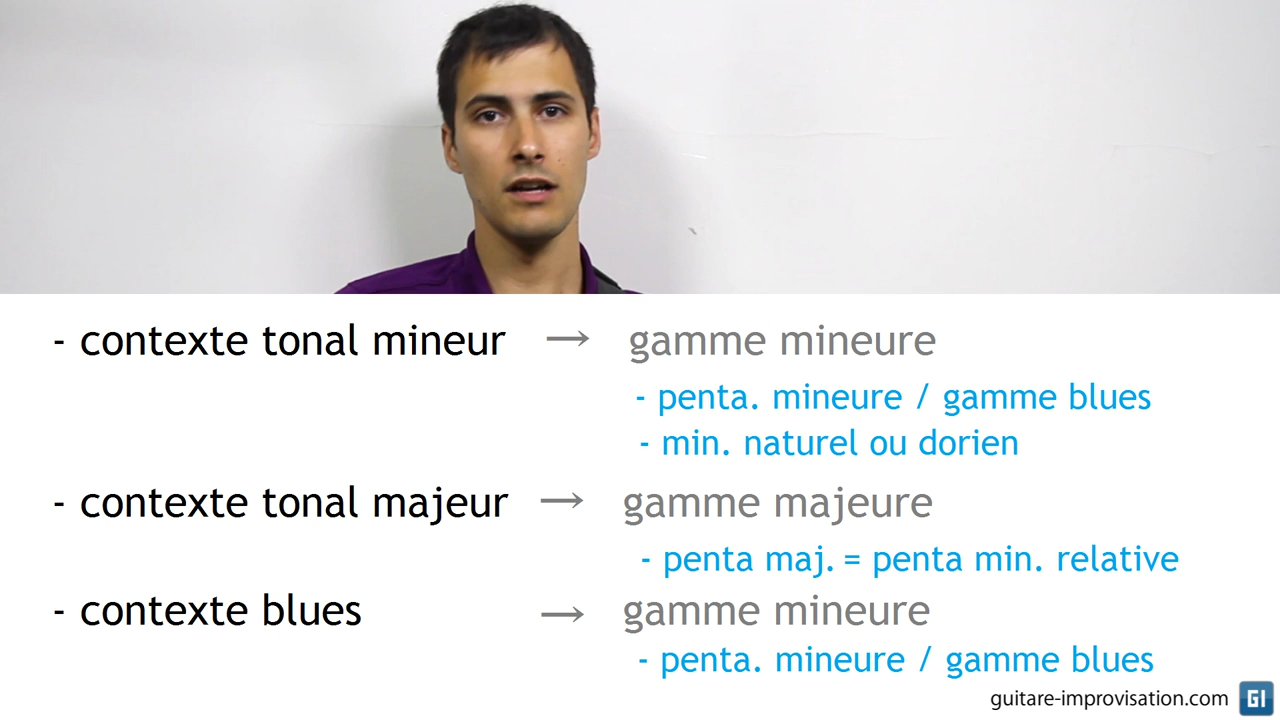 - contexte tonal mineur → gamme mineure
- penta. mineure / gamme blues
- min. naturel ou dorien
- contexte tonal majeur → gamme majeure
- penta maj. = penta min. relative
- contexte blues → gamme mineure
- penta. mineure / gamme blues
guitare-improvisation.com GI